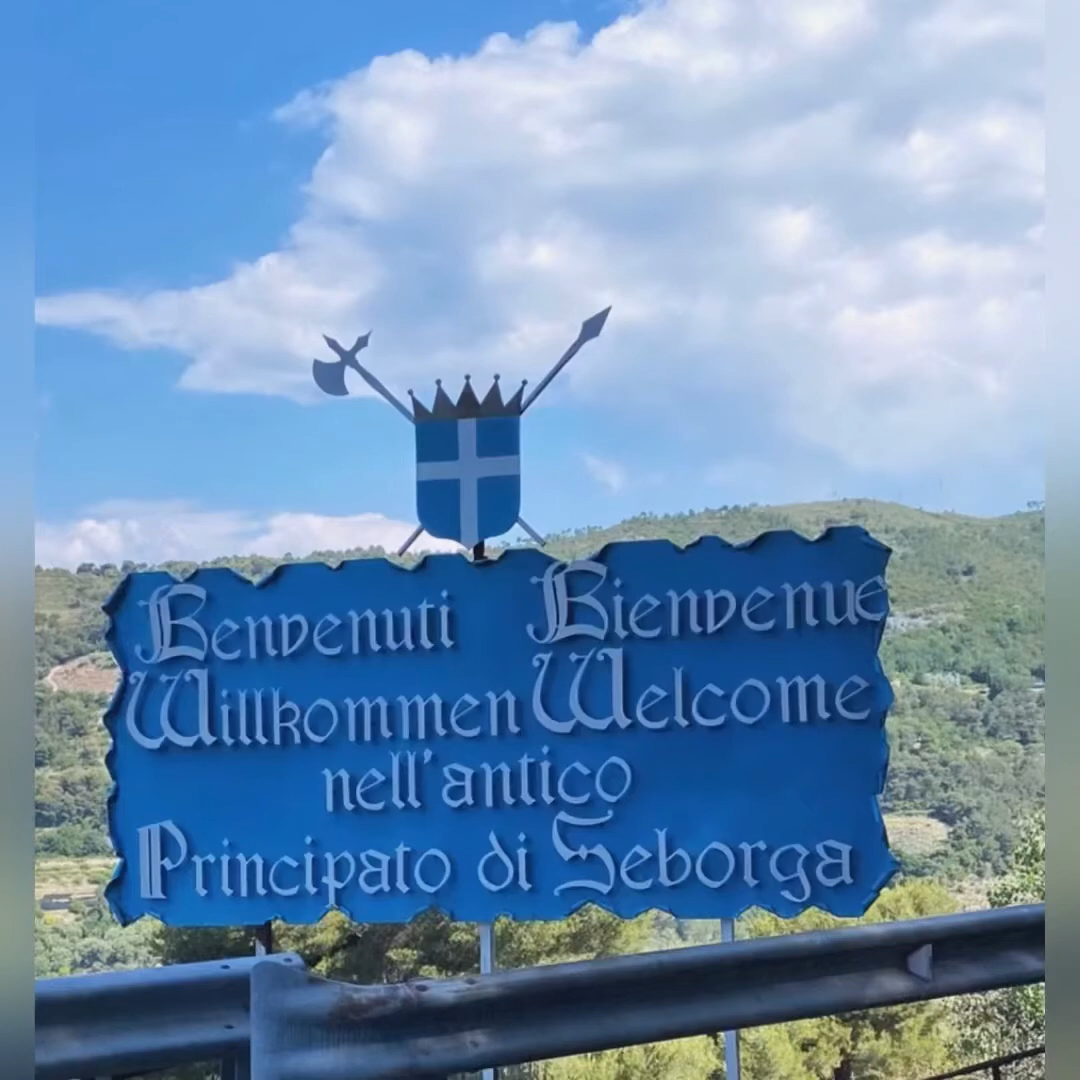 Benvenuti Bienvenue
Willkommen Welcome
nell'antico
Principato di Seborga